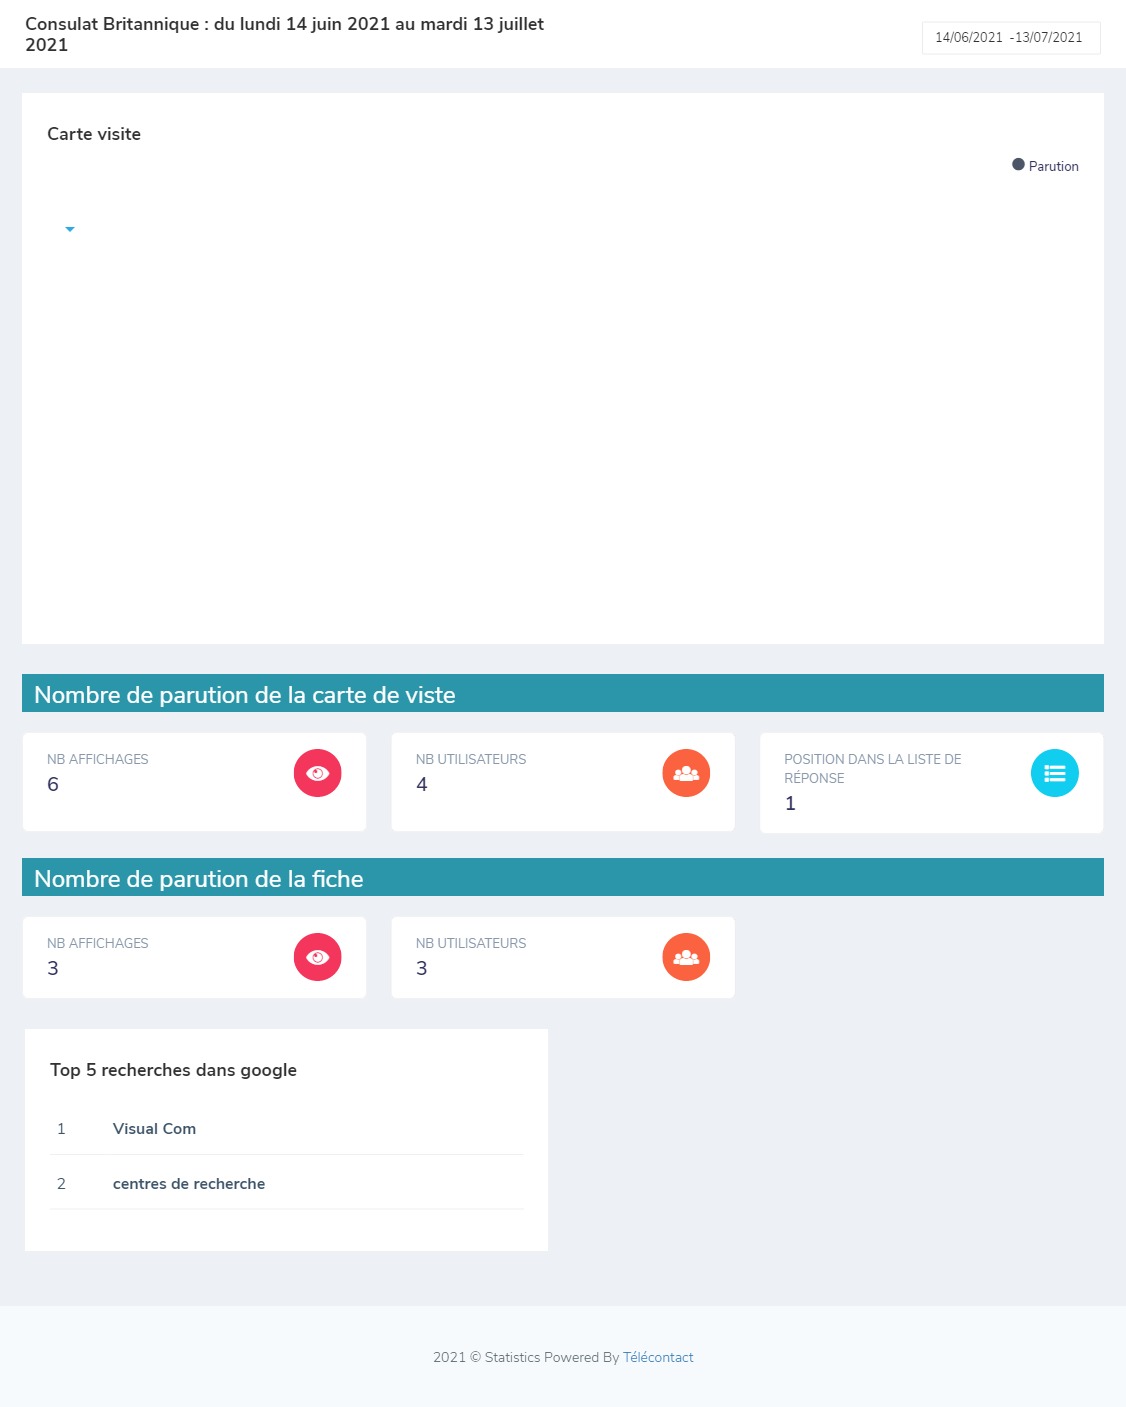 Consulat Britannique : du lundi 14 juin 2021 au mardi 13 juillet
2021
14/06/2021 -13/07/2021
Carte visite
Parution
Nombre de parution de la carte de viste
NB AFFICHAGES
6
NB UTILISATEURS
4
POSITION DANS LA LISTE DE
RÉPONSE
1
Nombre de parution de la fiche
NB AFFICHAGES
3
NB UTILISATEURS
3
Top 5 recherches dans google
1 Visual Com
2 centres de recherche
2021 © Statistics Powered By Télécontact